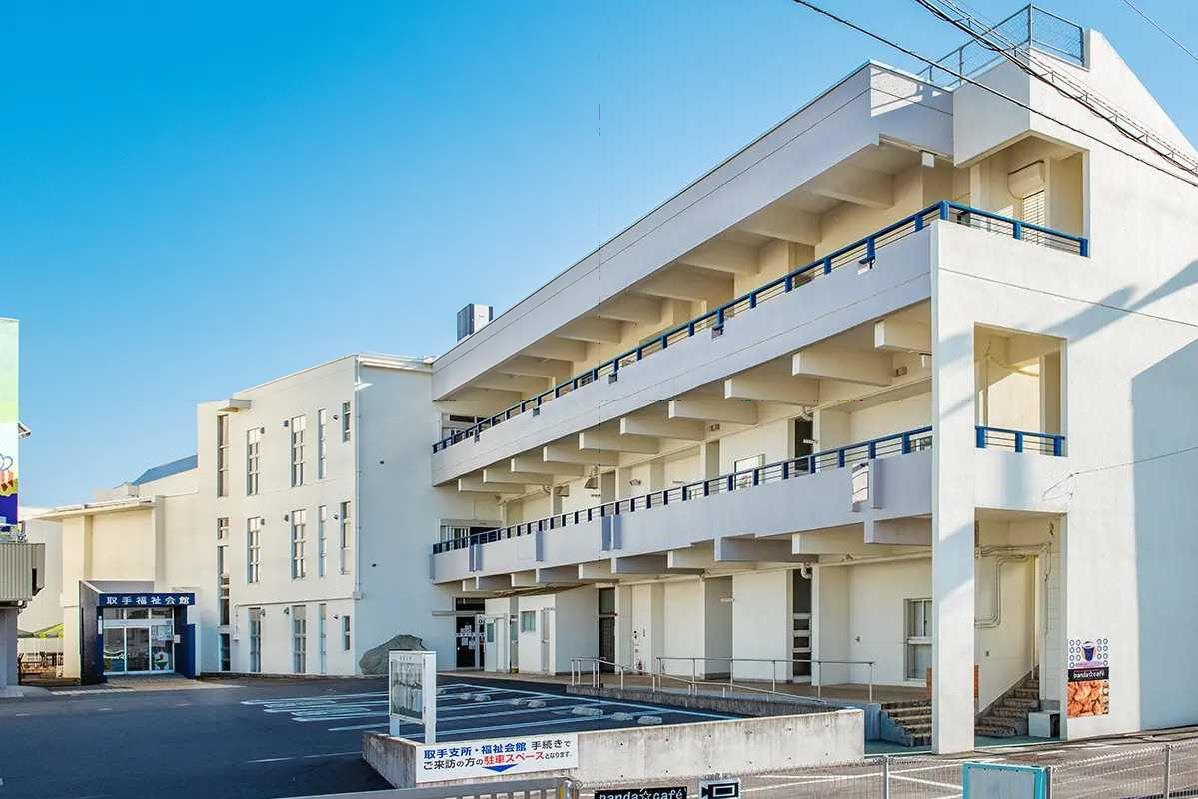 取手福祉会館
panda☆café
取手支所・福祉会館 手続きで
ご来訪の方の駐車スペースとなります。
panda☆café